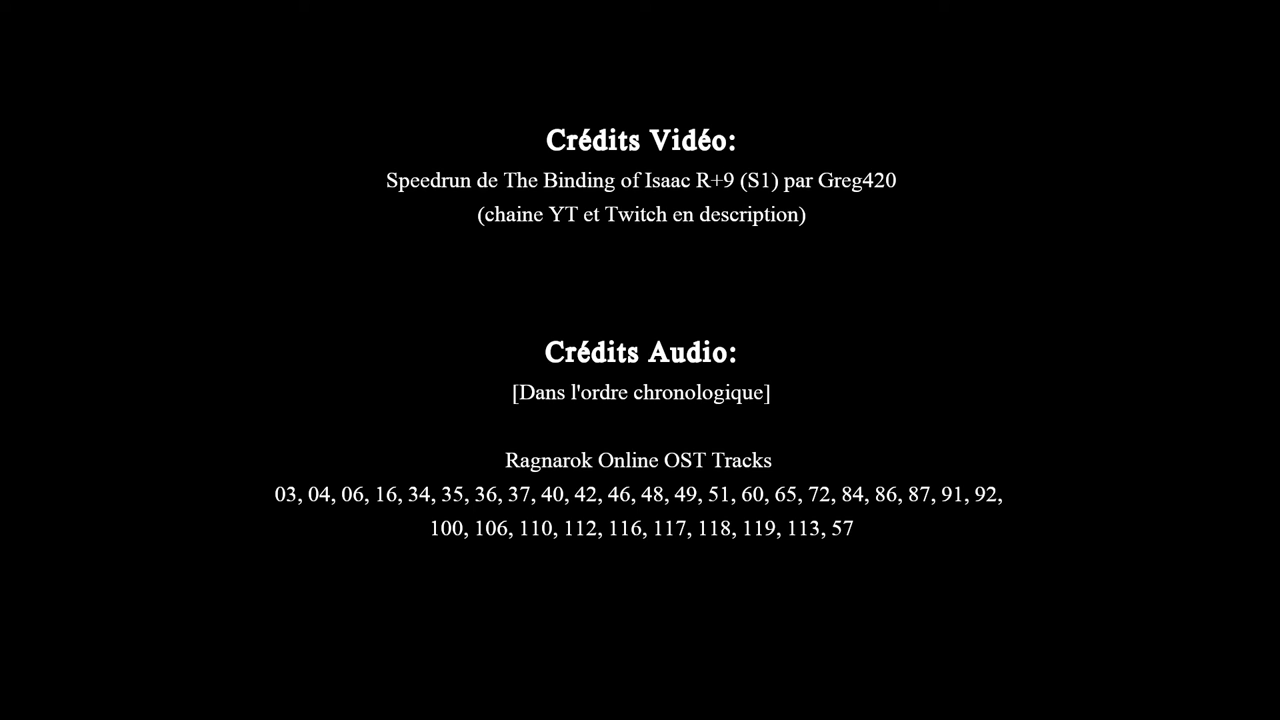 Crédits Vidéo:
Speedrun de The Binding of Isaac R+9 (S1) par Greg420
(chaine YT et Twitch en description)
Crédits Audio:
[Dans l'ordre chronologique]
Ragnarok Online OST Tracks
03, 04, 06, 16, 34, 35, 36, 37, 40, 42, 46, 48, 49, 51, 60, 65, 72, 84, 86, 87, 91, 92,
100, 106, 110, 112, 116, 117, 118, 119, 113, 57